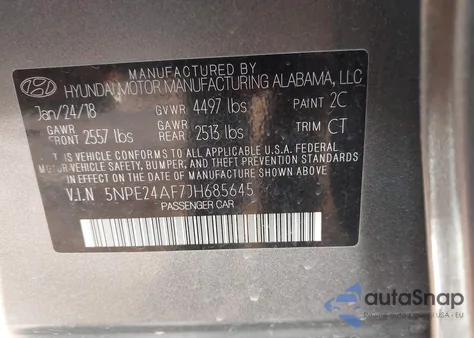 MANUFACTURED BY
HYUNDAI MOTOR MANUFACTURING ALABAMA, LLC
Jan/24/18 GVWR 4497 lbs PAINT 2C
GAWR FRONT 2557 lbs GAWR REAR 2513 lbs TRIM CT
THIS VEHICLE CONFORMS TO ALL APPLICABLE U.S.A. FEDERAL
MOTOR VEHICLE SAFETY, BUMPER, AND THEFT PREVENTION
STANDARDS IN EFFECT ON THE DATE OF MANUFACTURE SHOWN ABOVE.
V.I.N 5NPE24AF7JH685645
PASSENGER CAR
autaSnap